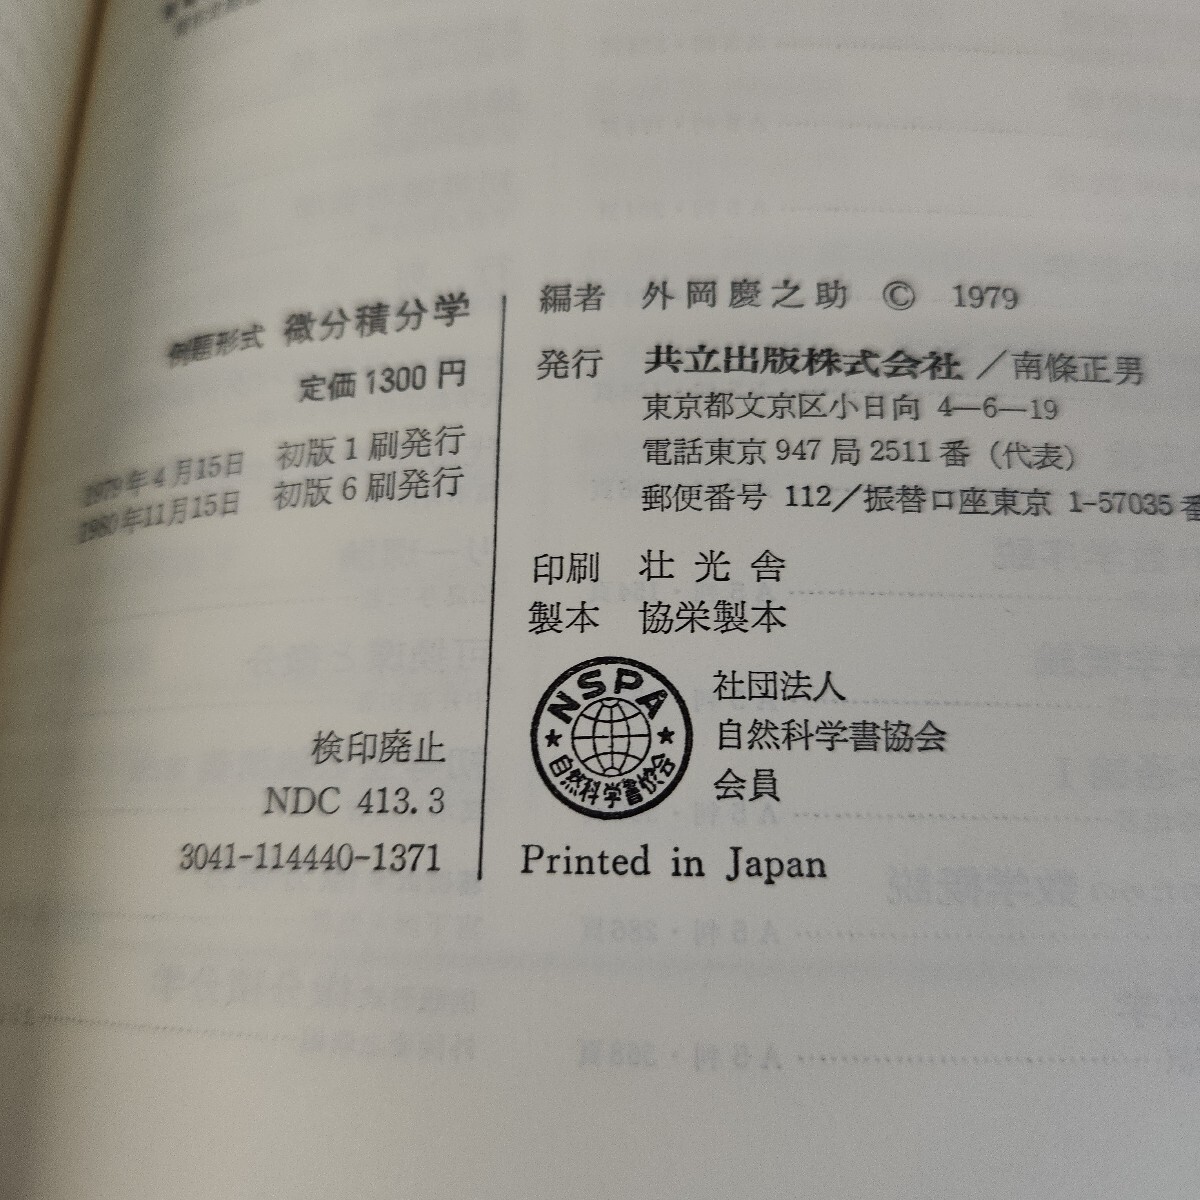 例題形式 微分積分学
定価1300円
1979年4月15日 初版1刷発行
1980年11月15日 初版6刷発行
検印廃止
NDC 413.3
3041-114440-1371
編者 外岡慶之助 © 1979
発行 共立出版株式会社/南條正男
東京都文京区小日向 4-6-19
電話東京 947 局 2511 番 (代表)
郵便番号 112/振替口座東京 1-57035 番
印刷 壮光舎
製本 協栄製本
NSPA
自然科学書協会
社団法人
自然科学書協会
会員
Printed in Japan